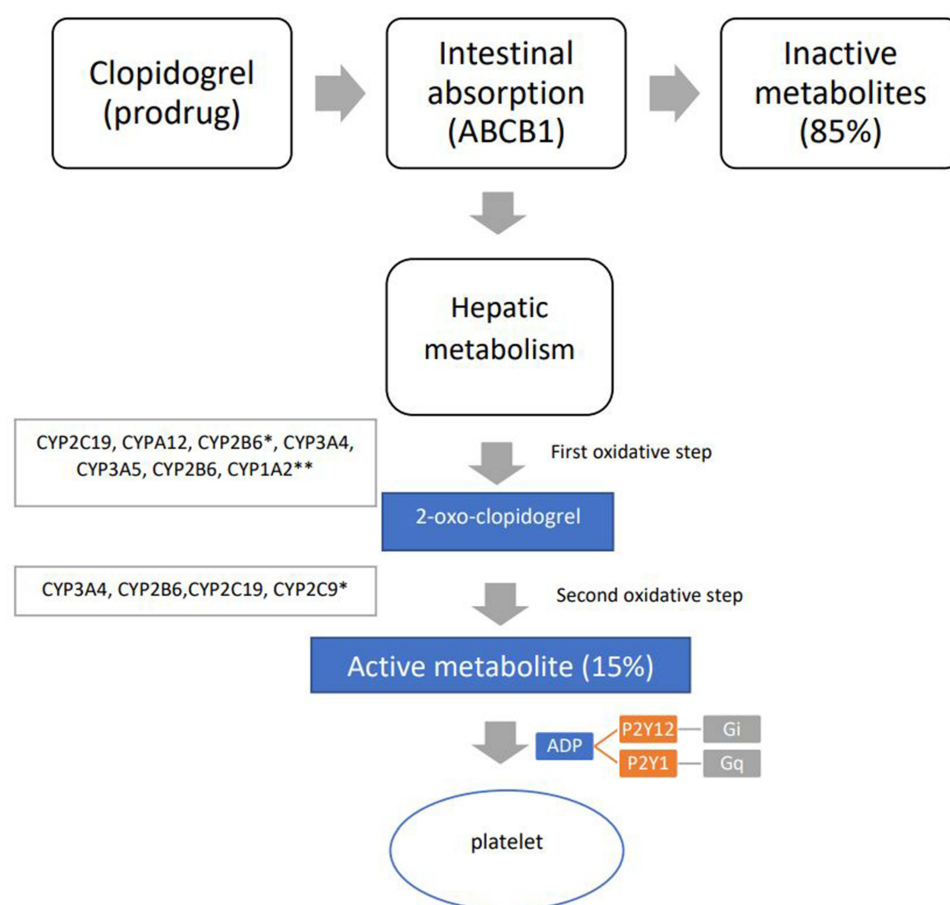 Clopidogrel
(prodrug)
Intestinal
absorption
(ABCB1)
Inactive
metabolites
(85%)
Hepatic
metabolism
CYP2C19, CYPA12, CYP2B6*, CYP3A4,
CYP3A5, CYP2B6, CYP1A2**
First oxidative step
2-oxo-clopidogrel
CYP3A4, CYP2B6,CYP2C19, CYP2C9*
Second oxidative step
Active metabolite (15%)
ADP
P2Y12
Gi
P2Y1
Gq
platelet